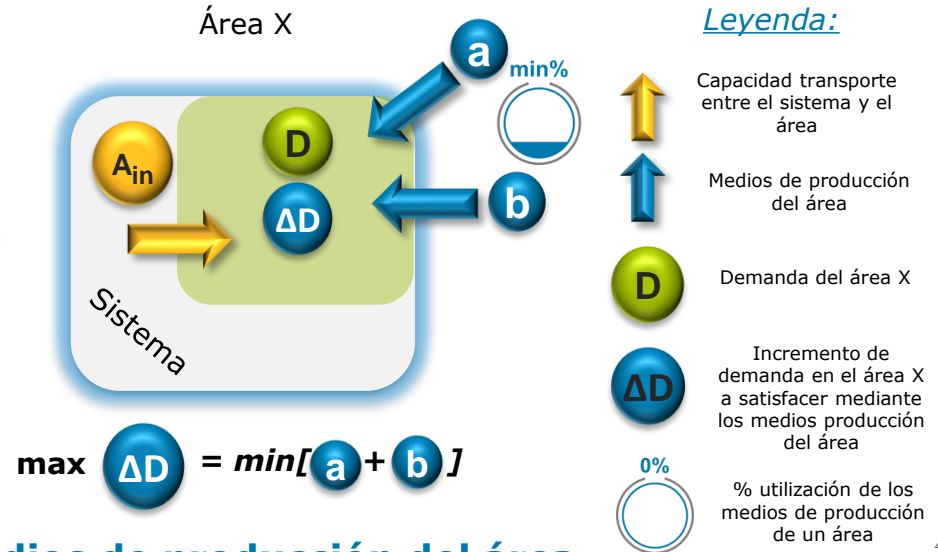 Área X
a
min%
D
A_in
ΔD
b
Sistema
max ΔD = min[ a + b ]
Leyenda:
Capacidad transporte
entre el sistema y el
área
Medios de producción
del área
D
Demanda del área X
ΔD
Incremento de
demanda en el área X
a satisfacer mediante
los medios producción
del área
0%
% utilización de los
medios de producción
de un área